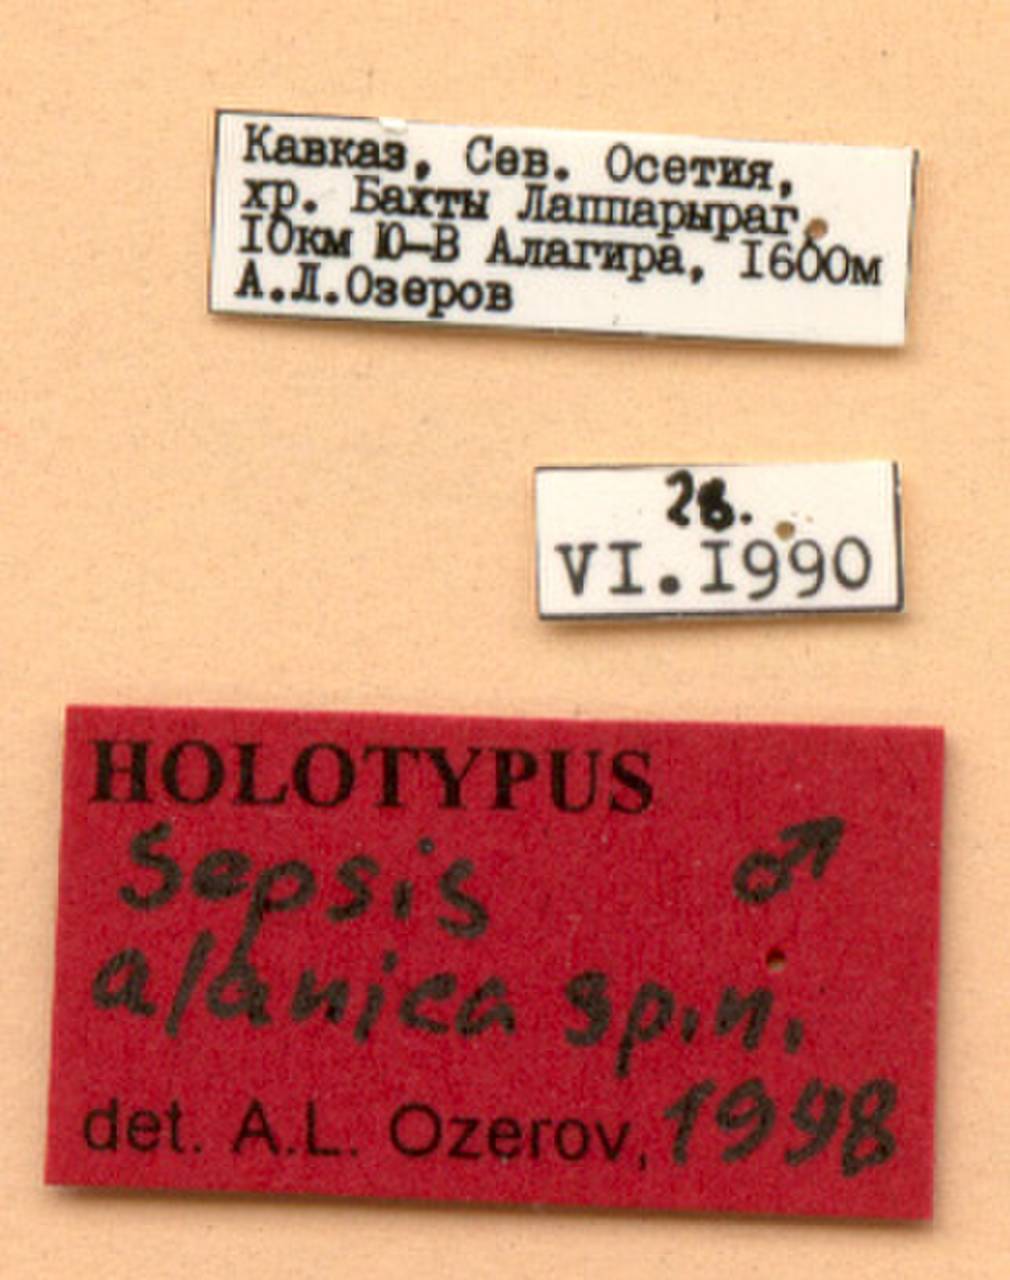 Кавказ, Сев. Осетия,
хр. Бахты Лаппарыраг,
10км Ю-В Алагира, 1600м
А.Л.Озеров
28.
VI.1990
HOLOTYPUS
Sepsis ♂
alanica sp.n.
det. A.L. Ozerov, 1998